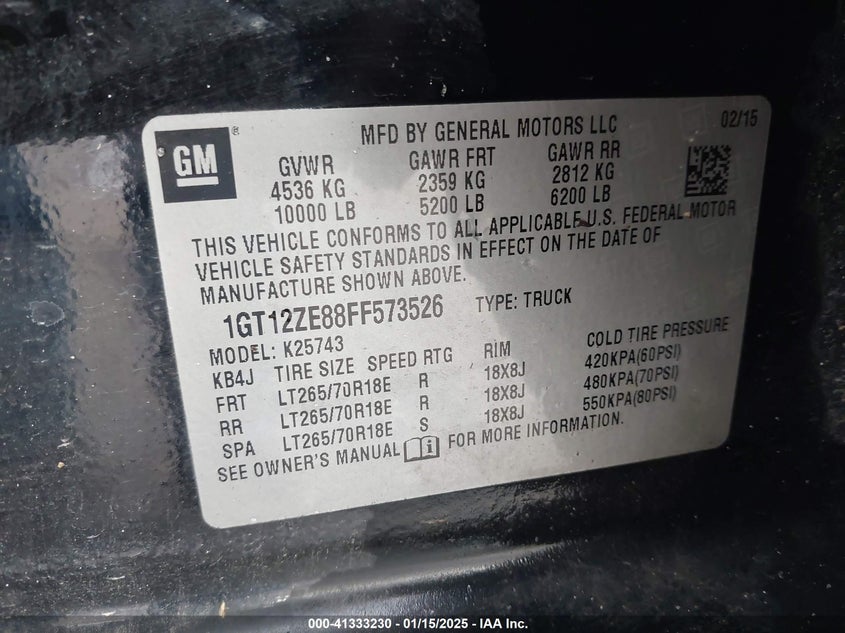 GM
®
MFD BY GENERAL MOTORS LLC 02/15
GVWR GAWR FRT GAWR RR
4536 KG 2359 KG 2812 KG
10000 LB 5200 LB 6200 LB
THIS VEHICLE CONFORMS TO ALL APPLICABLE U.S. FEDERAL MOTOR
VEHICLE SAFETY STANDARDS IN EFFECT ON THE DATE OF
MANUFACTURE SHOWN ABOVE.
1GT12ZE88FF573526 TYPE: TRUCK
MODEL: K25743
KB4J TIRE SIZE SPEED RTG RIM COLD TIRE PRESSURE
FRT LT265/70R18E R 18X8J 420KPA(60PSI)
RR LT265/70R18E R 18X8J 480KPA(70PSI)
SPA LT265/70R18E S 18X8J 550KPA(80PSI)
SEE OWNER'S MANUAL FOR MORE INFORMATION.
000-41333230 - 01/15/2025 - IAA Inc.